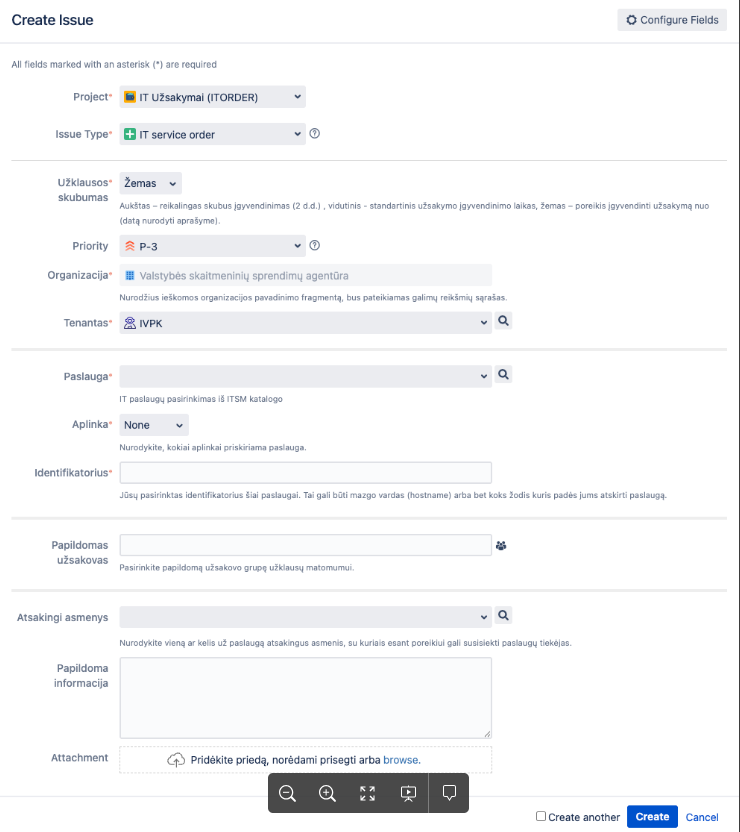 Create Issue
Configure Fields
All fields marked with an asterisk (*) are required
Project*
IT Užsakymai (ITORDER)
Issue Type*
IT service order
Užklausos*
skubumas
Žemas
Aukštas – reikalingas skubus įgyvendinimas (2 d.d.) , vidutinis - standartinis užsakymo įgyvendinimo laikas, žemas – poreikis įgyvendinti užsakymą nuo
(datą nurodyti aprašyme).
Priority
P-3
Organizacija*
Valstybės skaitmeninių sprendimų agentūra
Nurodžius ieškomos organizacijos pavadinimo fragmentą, bus pateikiamas galimų reikšmių sąrašas.
Tenantas*
IVPK
Paslauga*
IT paslaugų pasirinkimas iš ITSM katalogo
Aplinka*
None
Nurodykite, kokiai aplinkai priskiriama paslauga.
Identifikatorius*
Jūsų pasirinktas identifikatorius šiai paslaugai. Tai gali būti mazgo vardas (hostname) arba bet koks žodis kuris padės jums atskirti paslaugą.
Papildomas
užsakovas
Pasirinkite papildomą užsakovo grupę užklausų matomumui.
Atsakingi asmenys
Nurodykite vieną ar kelis už paslaugą atsakingus asmenis, su kuriais esant poreikiui gali susisiekti paslaugų tiekėjas.
Papildoma
informacija
Attachment
Pridėkite priedą, norėdami prisegti arba browse.
Create another
Create
Cancel